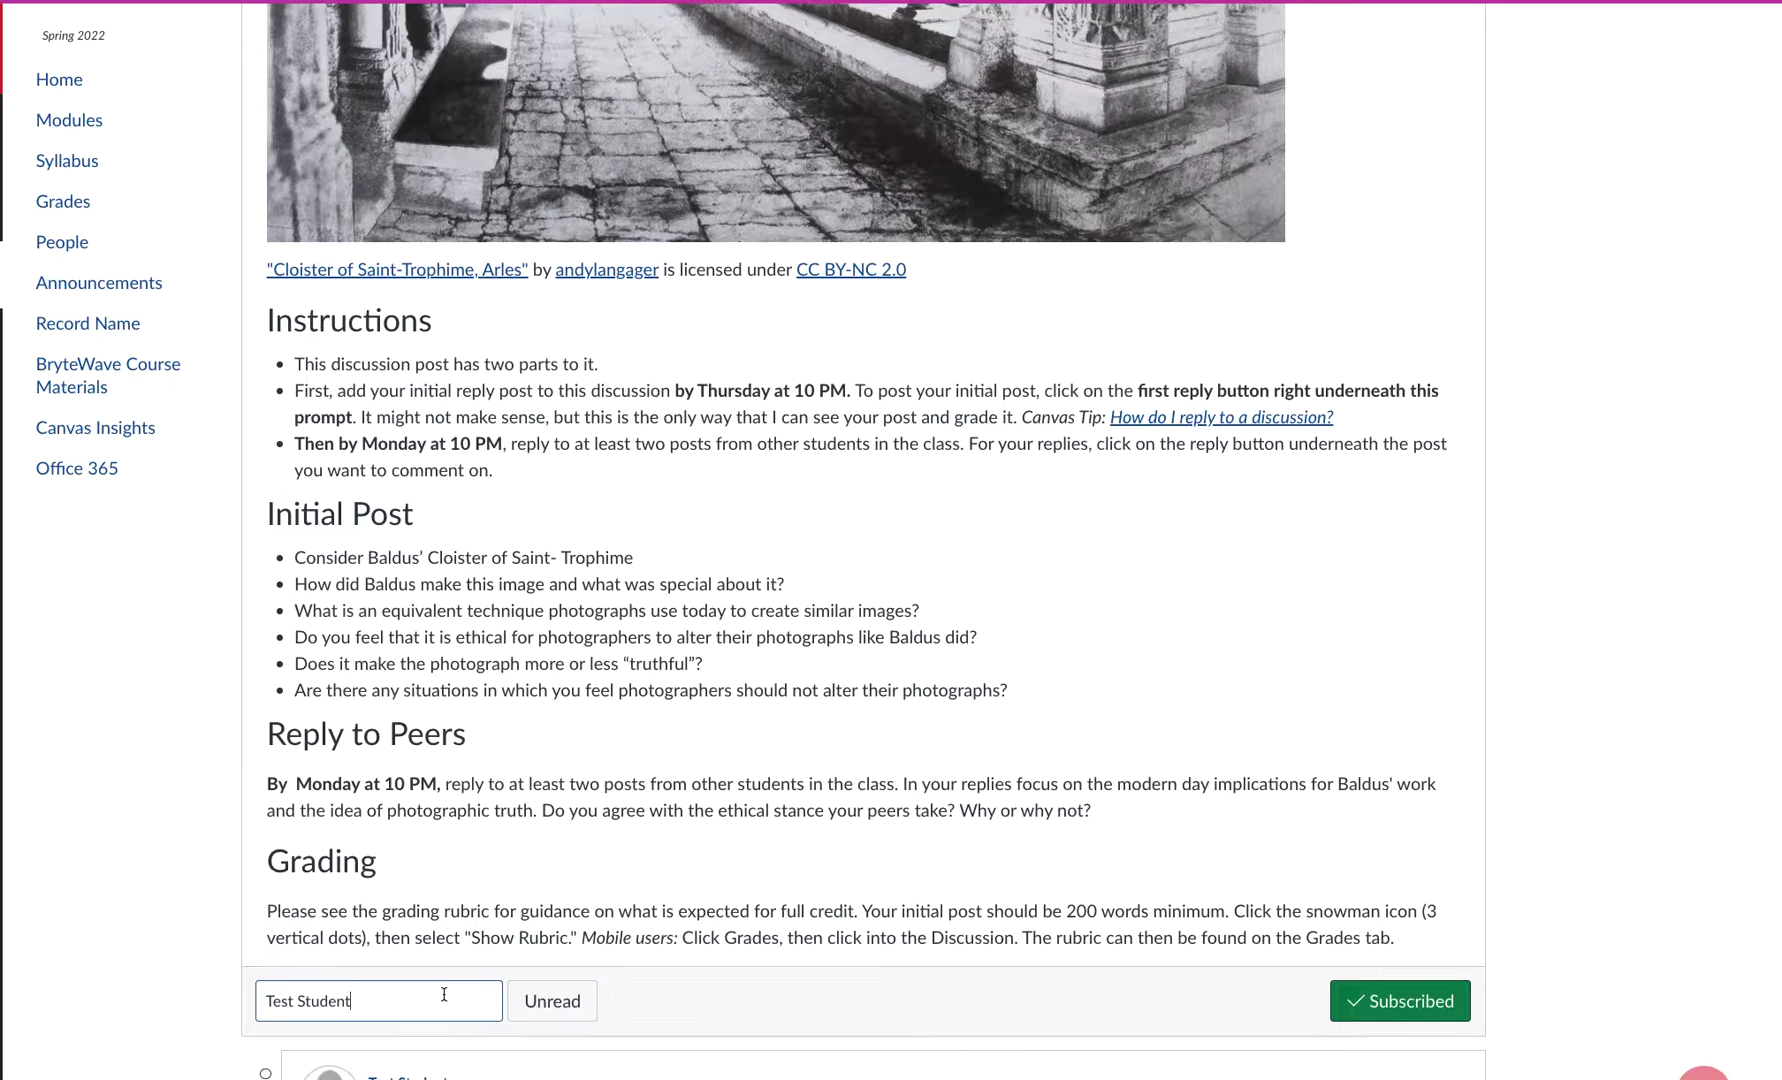 Spring 2022
Home
Modules
Syllabus
Grades
People
Announcements
Record Name
BryteWave Course
Materials
Canvas Insights
Office 365
"Cloister of Saint-Trophime, Arles" by andylangager is licensed under CC BY-NC 2.0
Instructions
• This discussion post has two parts to it.
• First, add your initial reply post to this discussion by Thursday at 10 PM. To post your initial post, click on the first reply button right underneath this
prompt. It might not make sense, but this is the only way that I can see your post and grade it. Canvas Tip: How do I reply to a discussion?
• Then by Monday at 10 PM, reply to at least two posts from other students in the class. For your replies, click on the reply button underneath the post
you want to comment on.
Initial Post
• Consider Baldus’ Cloister of Saint- Trophime
• How did Baldus make this image and what was special about it?
• What is an equivalent technique photographs use today to create similar images?
• Do you feel that it is ethical for photographers to alter their photographs like Baldus did?
• Does it make the photograph more or less “truthful”?
• Are there any situations in which you feel photographers should not alter their photographs?
Reply to Peers
By Monday at 10 PM, reply to at least two posts from other students in the class. In your replies focus on the modern day implications for Baldus' work
and the idea of photographic truth. Do you agree with the ethical stance your peers take? Why or why not?
Grading
Please see the grading rubric for guidance on what is expected for full credit. Your initial post should be 200 words minimum. Click the snowman icon (3
vertical dots), then select "Show Rubric." Mobile users: Click Grades, then click into the Discussion. The rubric can then be found on the Grades tab.
Test Student
Unread
Subscribed